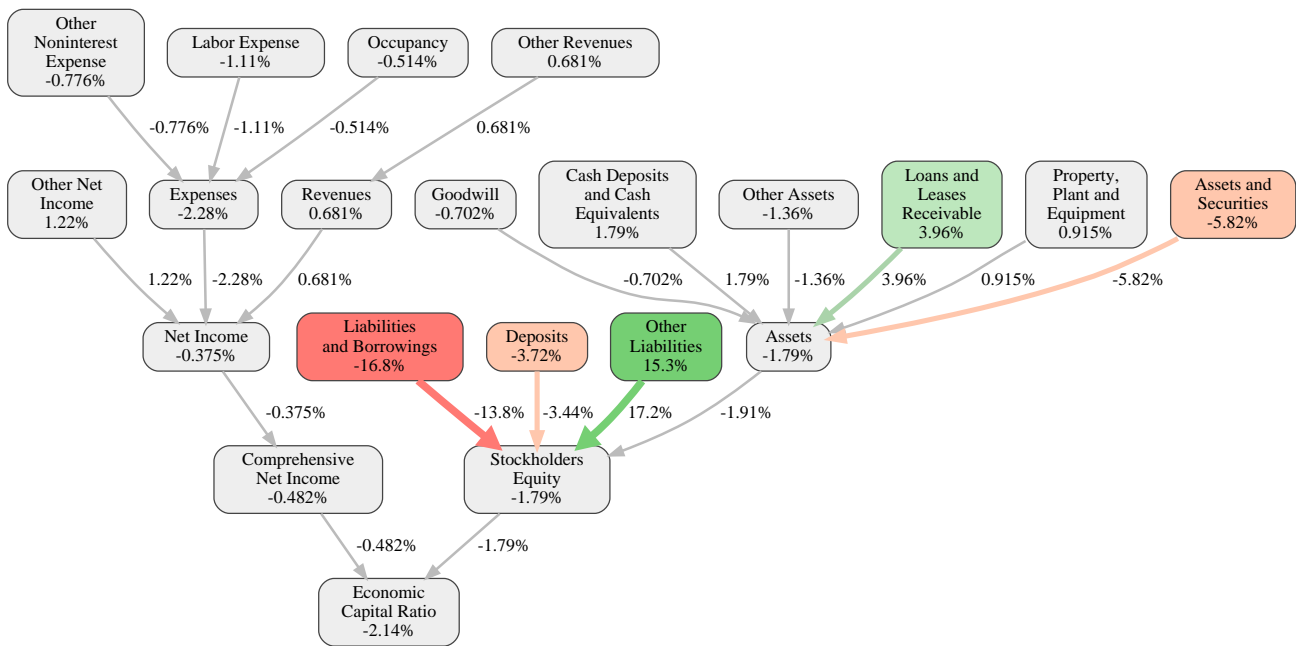 Other
Noninterest
Expense
-0.776%
Labor Expense
-1.11%
Occupancy
-0.514%
Other Revenues
0.681%
-0.776%
-1.11%
-0.514%
0.681%
Other Net
Income
1.22%
Expenses
-2.28%
Revenues
0.681%
Goodwill
-0.702%
Cash Deposits
and Cash
Equivalents
1.79%
Other Assets
-1.36%
Loans and
Leases
Receivable
3.96%
Property,
Plant and
Equipment
0.915%
Assets and
Securities
-5.82%
1.22%
-2.28%
0.681%
-0.702%
1.79%
-1.36%
3.96%
0.915%
-5.82%
Net Income
-0.375%
Liabilities
and Borrowings
-16.8%
Deposits
-3.72%
Other
Liabilities
15.3%
Assets
-1.79%
-0.375%
-13.8%
-3.44%
17.2%
-1.91%
Comprehensive
Net Income
-0.482%
Stockholders
Equity
-1.79%
-0.482%
-1.79%
Economic
Capital Ratio
-2.14%